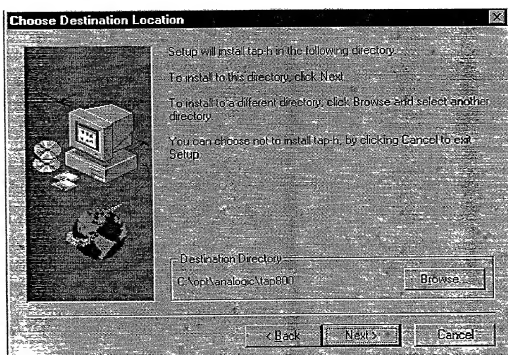 Choose Destination Location
Setup will install tap-h in the following directory.
To install to this directory, click Next.
To install to a different directory, click Browse and select another
directory.
You can choose not to install tap-h, by clicking Cancel to exit
Setup.
Destination Directory
C:\opt\analogic\tap800
Browse...
< Back
Next >
Cancel